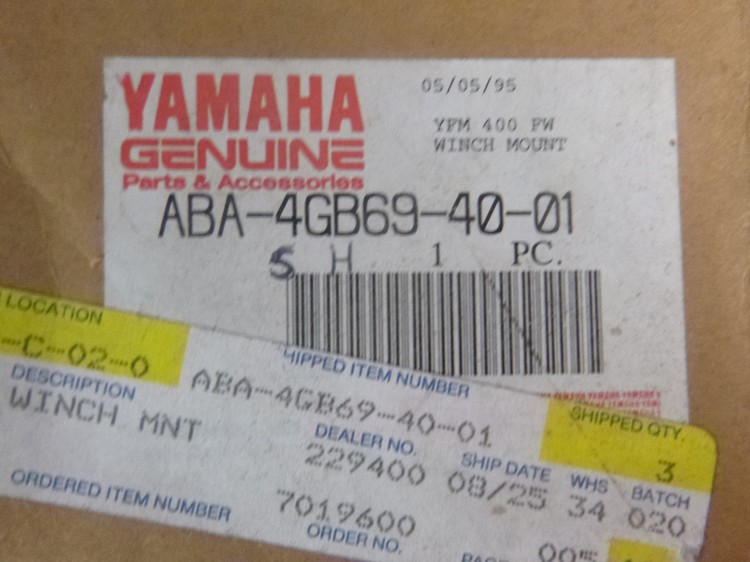 YAMAHA
05/05/95
YFM 400 FW
WINCH MOUNT
GENUINE
Parts & Accessories
ABA-4GB69-40-01
S H 1 PC.
LOCATION
-C-02-0
SHIPPED ITEM NUMBER
ABA-4GB69-40-01
SHIPPED QTY.
3
DESCRIPTION
WINCH MNT
DEALER NO.
229400
SHIP DATE
08/25
WHS
34
BATCH
020
ORDERED ITEM NUMBER
7019600
ORDER NO.
005